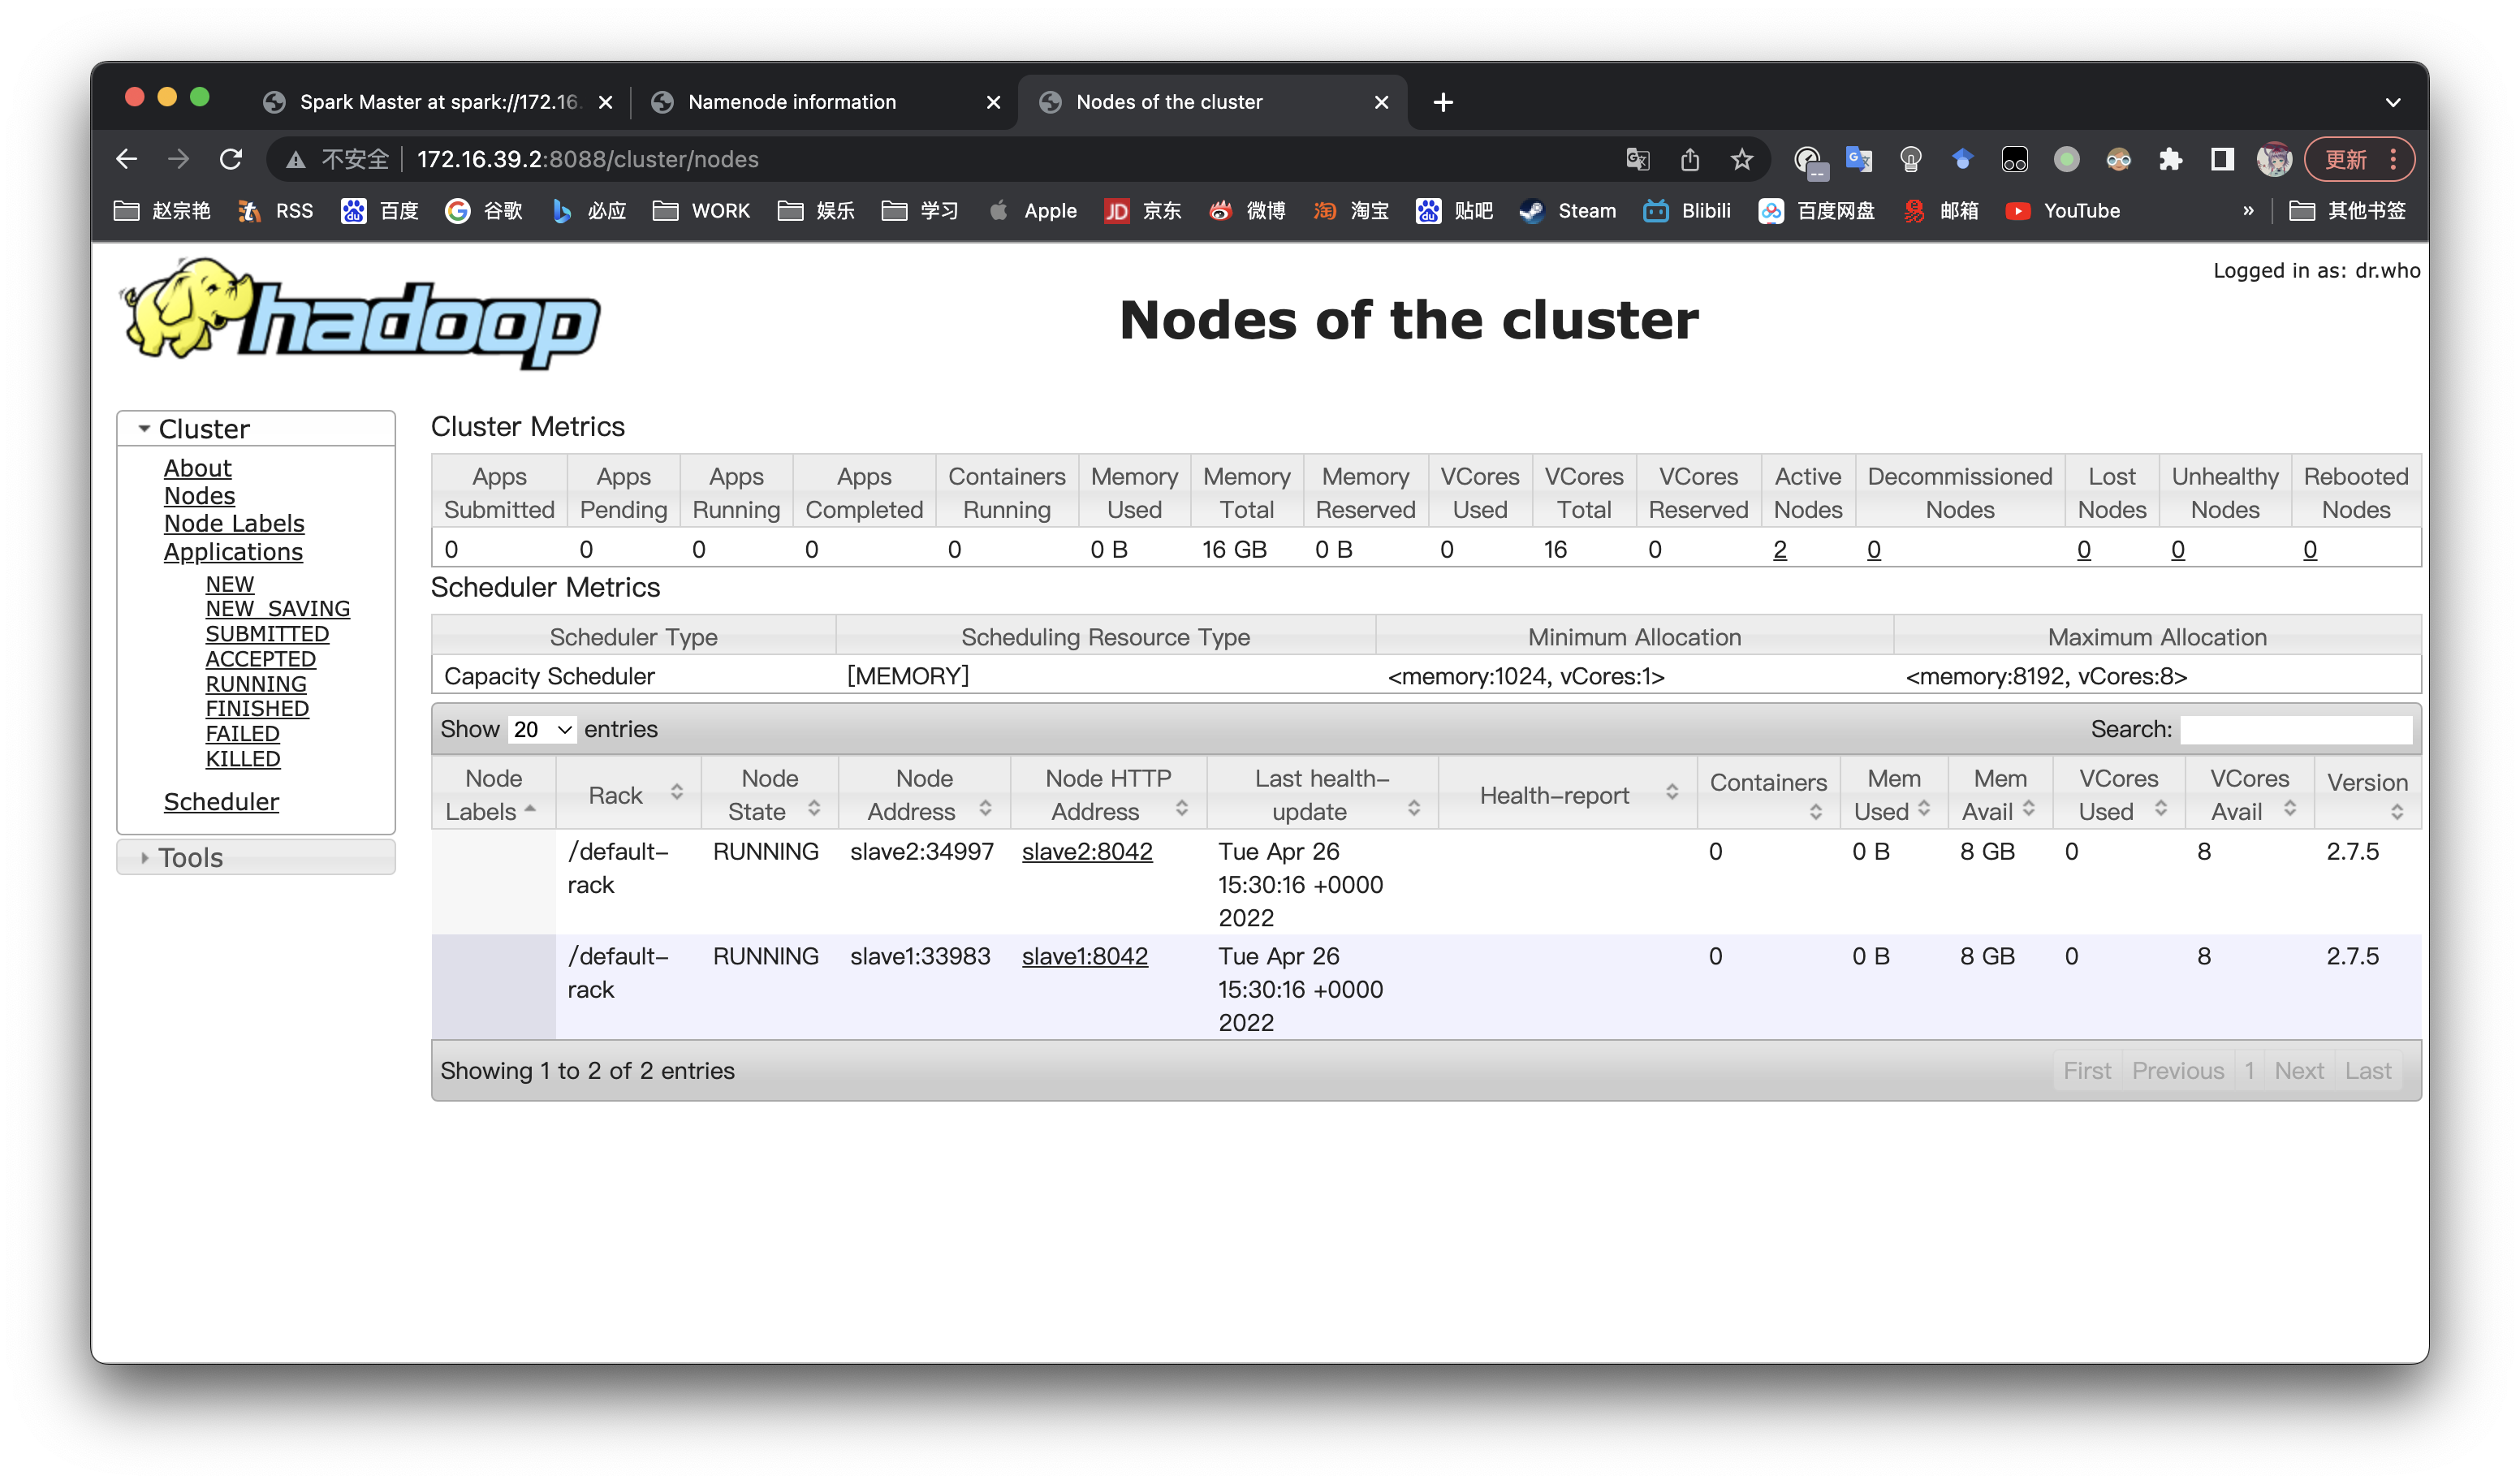 Spark Master at spark://172.16.
Namenode information
Nodes of the cluster
不安全 172.16.39.2:8088/cluster/nodes
更新
赵宗艳 RSS 百度 谷歌 必应 WORK 娱乐 学习 Apple 京东 微博 淘宝 贴吧 Steam Blibili 百度网盘 邮箱 YouTube » 其他书签
hadoop
Nodes of the cluster
Logged in as: dr.who
Cluster
About
Nodes
Node Labels
Applications
NEW
NEW_SAVING
SUBMITTED
ACCEPTED
RUNNING
FINISHED
FAILED
KILLED
Scheduler
Tools
Cluster Metrics
Apps Submitted Apps Pending Apps Running Apps Completed Containers Running Memory Used Memory Total Memory Reserved VCores Used VCores Total VCores Reserved Active Nodes Decommissioned Nodes Lost Nodes Unhealthy Nodes Rebooted Nodes
0 0 0 0 0 0 B 16 GB 0 B 0 16 0 2 0 0 0 0
Scheduler Metrics
Scheduler Type Scheduling Resource Type Minimum Allocation Maximum Allocation
Capacity Scheduler [MEMORY] <memory:1024, vCores:1> <memory:8192, vCores:8>
Show 20 entries Search:
Node Labels Rack Node State Node Address Node HTTP Address Last health-update Health-report Containers Mem Used Mem Avail VCores Used VCores Avail Version
/default-rack RUNNING slave2:34997 slave2:8042 Tue Apr 26 15:30:16 +0000 2022 0 0 B 8 GB 0 8 2.7.5
/default-rack RUNNING slave1:33983 slave1:8042 Tue Apr 26 15:30:16 +0000 2022 0 0 B 8 GB 0 8 2.7.5
Showing 1 to 2 of 2 entries First Previous 1 Next Last